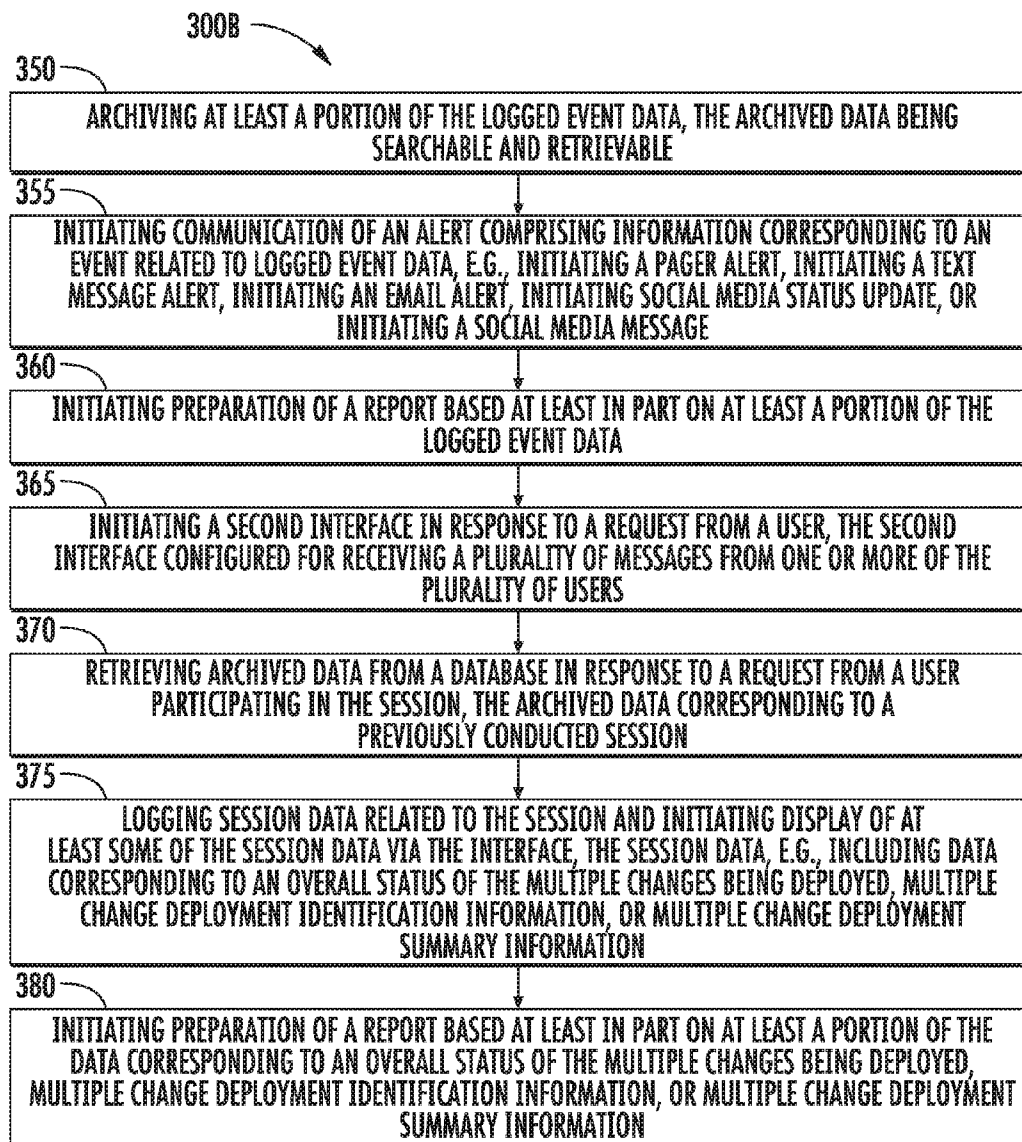 300B
350
ARCHIVING AT LEAST A PORTION OF THE LOGGED EVENT DATA, THE ARCHIVED DATA BEING
SEARCHABLE AND RETRIEVABLE
355
INITIATING COMMUNICATION OF AN ALERT COMPRISING INFORMATION CORRESPONDING TO AN
EVENT RELATED TO LOGGED EVENT DATA, E.G., INITIATING A PAGER ALERT, INITIATING A TEXT
MESSAGE ALERT, INITIATING AN EMAIL ALERT, INITIATING SOCIAL MEDIA STATUS UPDATE, OR
INITIATING A SOCIAL MEDIA MESSAGE
360
INITIATING PREPARATION OF A REPORT BASED AT LEAST IN PART ON AT LEAST A PORTION OF THE
LOGGED EVENT DATA
365
INITIATING A SECOND INTERFACE IN RESPONSE TO A REQUEST FROM A USER, THE SECOND
INTERFACE CONFIGURED FOR RECEIVING A PLURALITY OF MESSAGES FROM ONE OR MORE OF THE
PLURALITY OF USERS
370
RETRIEVING ARCHIVED DATA FROM A DATABASE IN RESPONSE TO A REQUEST FROM A USER
PARTICIPATING IN THE SESSION, THE ARCHIVED DATA CORRESPONDING TO A
PREVIOUSLY CONDUCTED SESSION
375
LOGGING SESSION DATA RELATED TO THE SESSION AND INITIATING DISPLAY OF AT
LEAST SOME OF THE SESSION DATA VIA THE INTERFACE, THE SESSION DATA, E.G., INCLUDING DATA
CORRESPONDING TO AN OVERALL STATUS OF THE MULTIPLE CHANGES BEING DEPLOYED, MULTIPLE
CHANGE DEPLOYMENT IDENTIFICATION INFORMATION, OR MULTIPLE CHANGE DEPLOYMENT
SUMMARY INFORMATION
380
INITIATING PREPARATION OF A REPORT BASED AT LEAST IN PART ON AT LEAST A PORTION OF THE
DATA CORRESPONDING TO AN OVERALL STATUS OF THE MULTIPLE CHANGES BEING DEPLOYED,
MULTIPLE CHANGE DEPLOYMENT IDENTIFICATION INFORMATION, OR MULTIPLE CHANGE DEPLOYMENT
SUMMARY INFORMATION